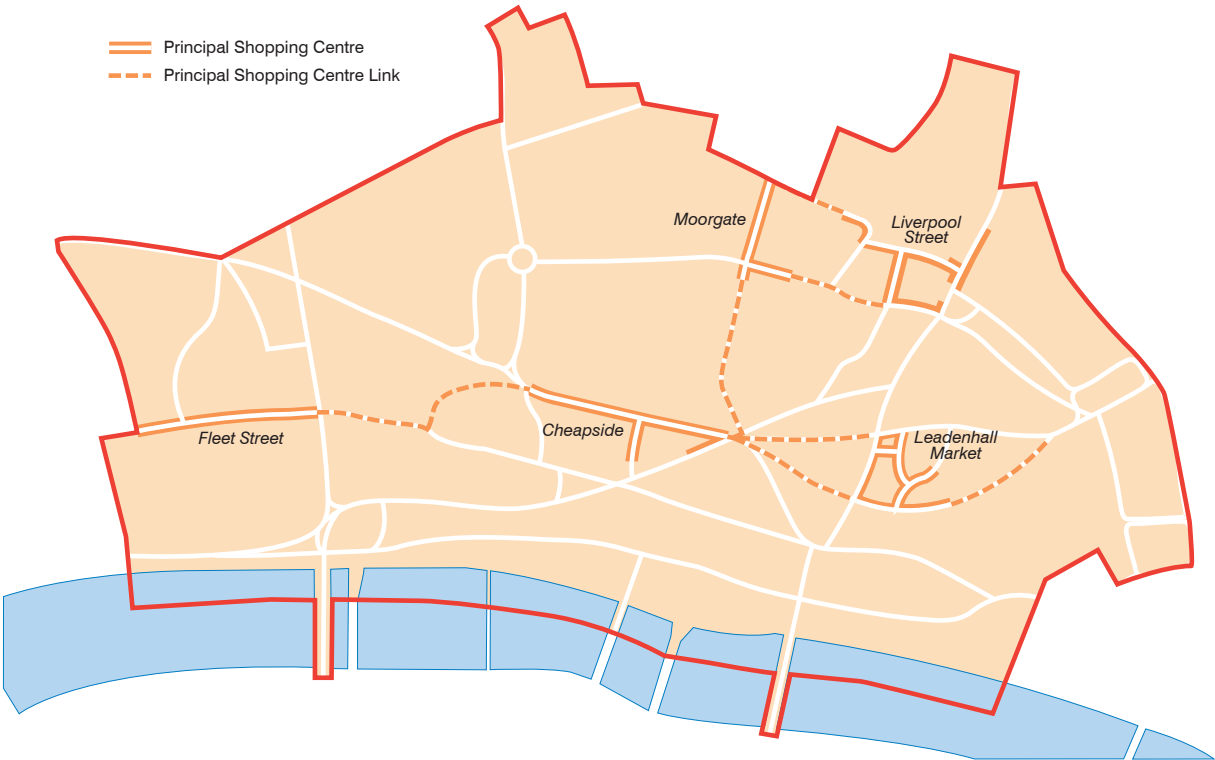 Principal Shopping Centre
Principal Shopping Centre Link
Moorgate
Liverpool
Street
Fleet Street
Cheapside
Leadenhall
Market